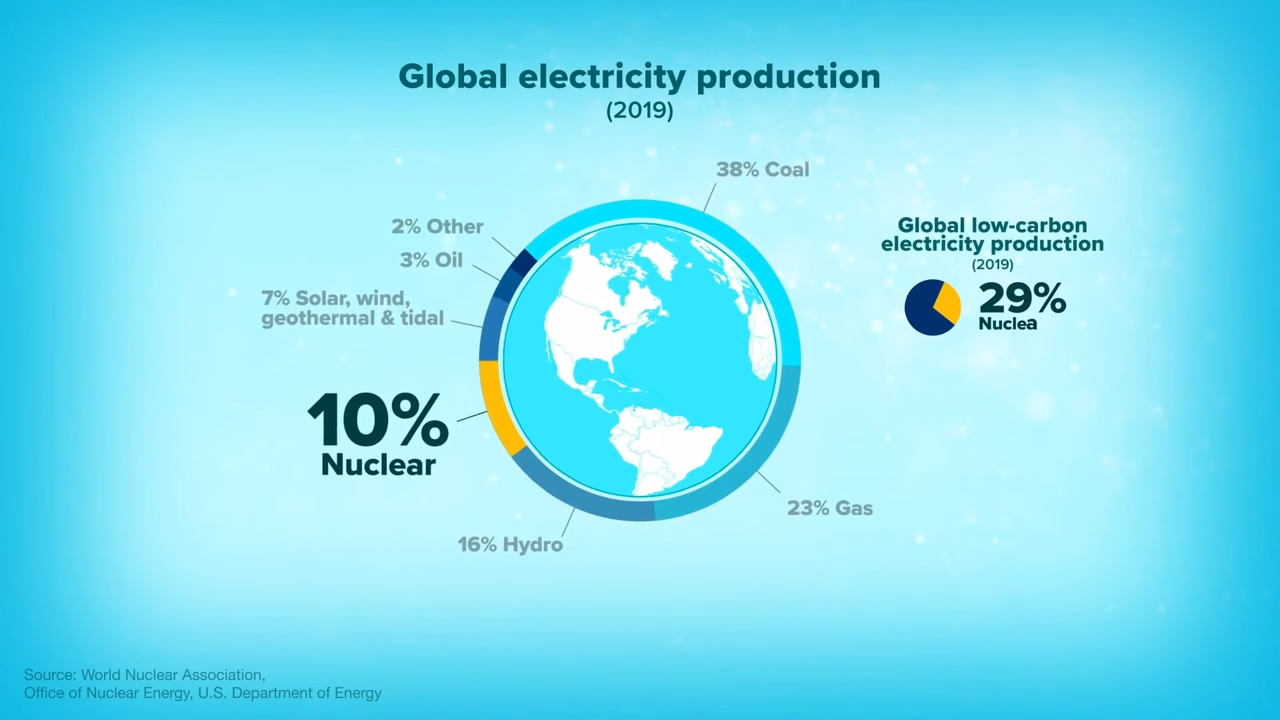 Global electricity production
(2019)
38% Coal
2% Other
3% Oil
7% Solar, wind,
geothermal & tidal
10%
Nuclear
16% Hydro
23% Gas
Global low-carbon
electricity production
(2019)
29%
Nuclea
Source: World Nuclear Association,
Office of Nuclear Energy, U.S. Department of Energy